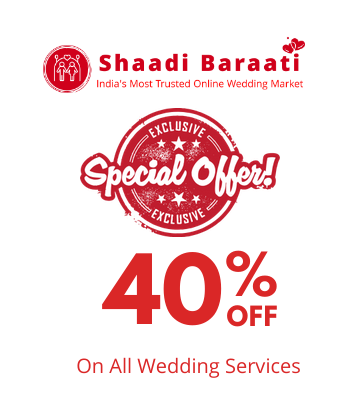 Shaadi Baraati
India's Most Trusted Online Wedding Market
EXCLUSIVE
Special Offer!
EXCLUSIVE
40%
OFF
On All Wedding Services